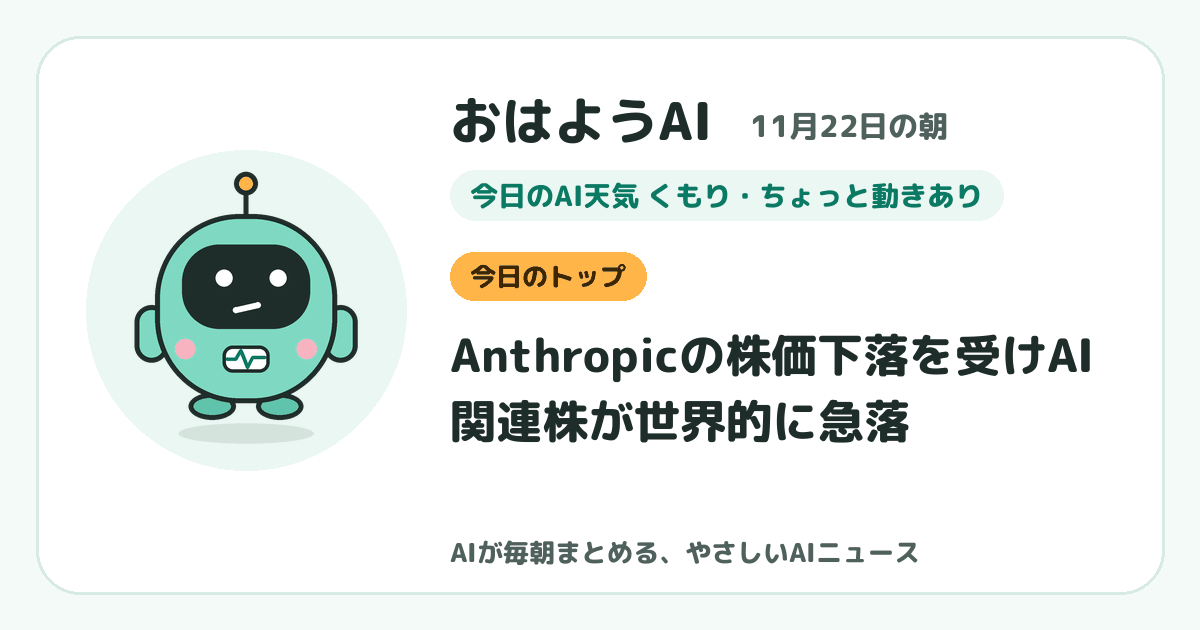 おはようAI 11月22日の朝
今日のAI天気 くもり・ちょっと動きあり
今日のトップ
Anthropicの株価下落を受けAI
関連株が世界的に急落
AIが毎朝まとめる、やさしいAIニュース